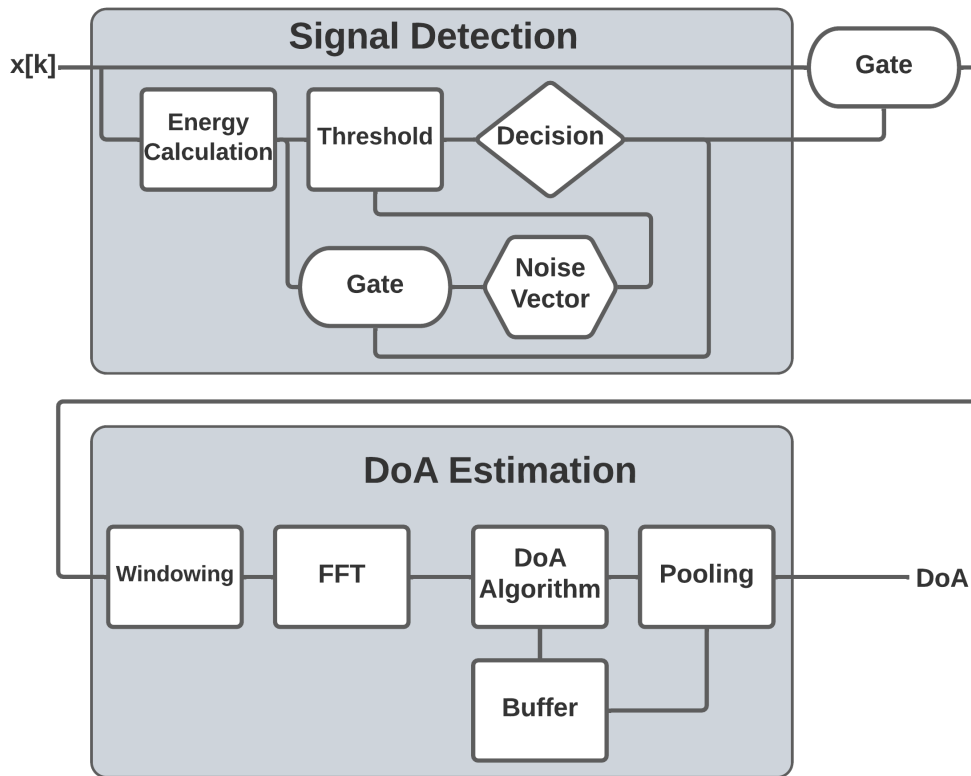 Signal Detection
x[k]
Gate
Energy
Calculation
Threshold
Decision
Gate
Noise
Vector
DoA Estimation
Windowing
FFT
DoA
Algorithm
Pooling
DoA
Buffer